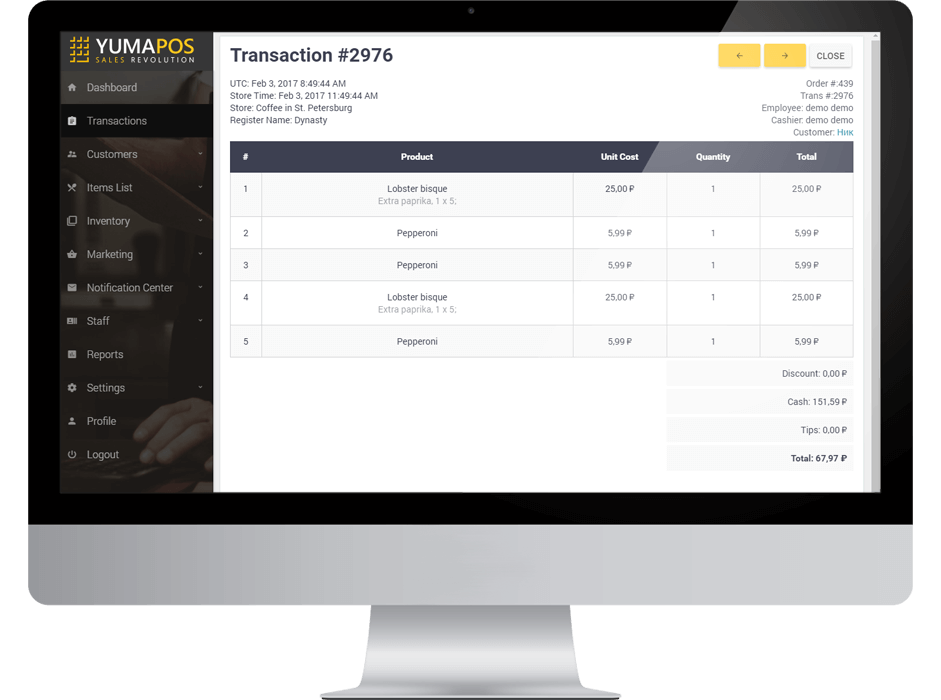 YUMAPOS
SALES REVOLUTION
Dashboard
Transactions
Customers
Items List
Inventory
Marketing
Notification Center
Staff
Reports
Settings
Profile
Logout
Transaction #2976
← → CLOSE
UTC: Feb 3, 2017 8:49:44 AM
Store Time: Feb 3, 2017 11:49:44 AM
Store: Coffee in St. Petersburg
Register Name: Dynasty
Order #:439
Trans #:2976
Employee: demo demo
Cashier: demo demo
Customer: Ник
# Product Unit Cost Quantity Total
1 Lobster bisque 25,00 ₽ 1 25,00 ₽
Extra paprika, 1 x 5;
2 Pepperoni 5,99 ₽ 1 5,99 ₽
3 Pepperoni 5,99 ₽ 1 5,99 ₽
4 Lobster bisque 25,00 ₽ 1 25,00 ₽
Extra paprika, 1 x 5;
5 Pepperoni 5,99 ₽ 1 5,99 ₽
Discount: 0,00 ₽
Cash: 151,59 ₽
Tips: 0,00 ₽
Total: 67,97 ₽